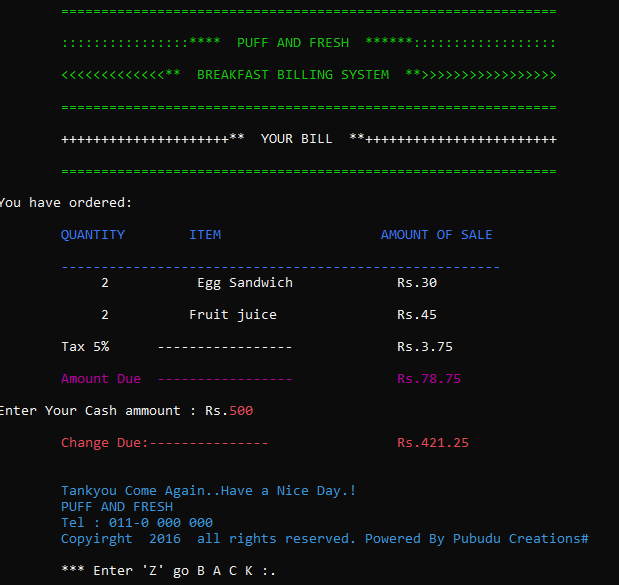 =============================================================
::::::::::::::::**** PUFF AND FRESH ******::::::::::::::::::
<<<<<<<<<<<<<** BREAKFAST BILLING SYSTEM **>>>>>>>>>>>>>>>>>
=============================================================
+++++++++++++++++++++** YOUR BILL **++++++++++++++++++++++++
=============================================================
You have ordered:
QUANTITY ITEM AMOUNT OF SALE
-------------------------------------------------------
2 Egg Sandwich Rs.30
2 Fruit juice Rs.45
Tax 5% ----------------- Rs.3.75
Amount Due ----------------- Rs.78.75
Enter Your Cash ammount : Rs.500
Change Due:--------------- Rs.421.25
Tankyou Come Again..Have a Nice Day.!
PUFF AND FRESH
Tel : 011-0 000 000
Copyirght 2016 all rights reserved. Powered By Pubudu Creations#
*** Enter 'Z' go B A C K :.